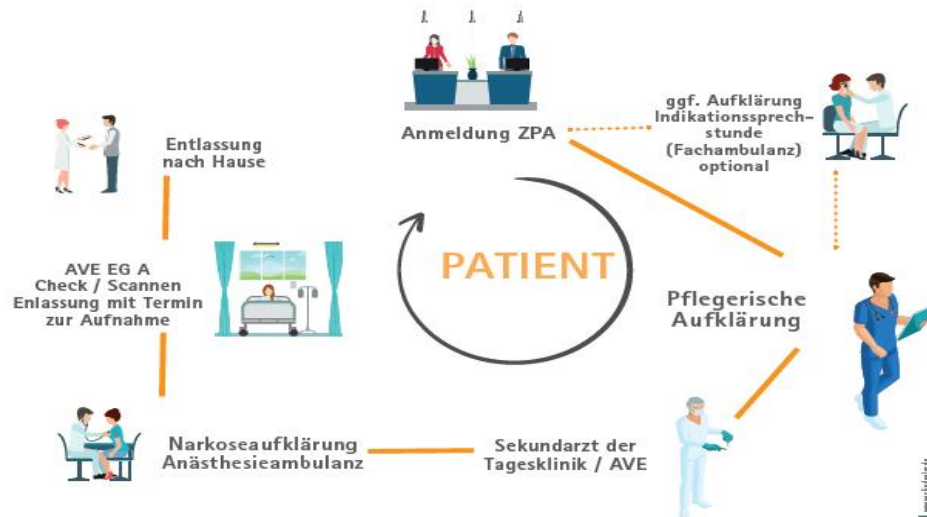 Anmeldung ZPA
ggf. Aufklärung
Indikationssprech-
stunde
(Fachambulanz)
optional
Pflegerische
Aufklärung
Sekundarzt der
Tagesklinik / AVE
Narkoseaufklärung
Anästhesieambulanz
AVE EG A
Check / Scannen
Enlassung mit Termin
zur Aufnahme
Entlassung
nach Hause
PATIENT